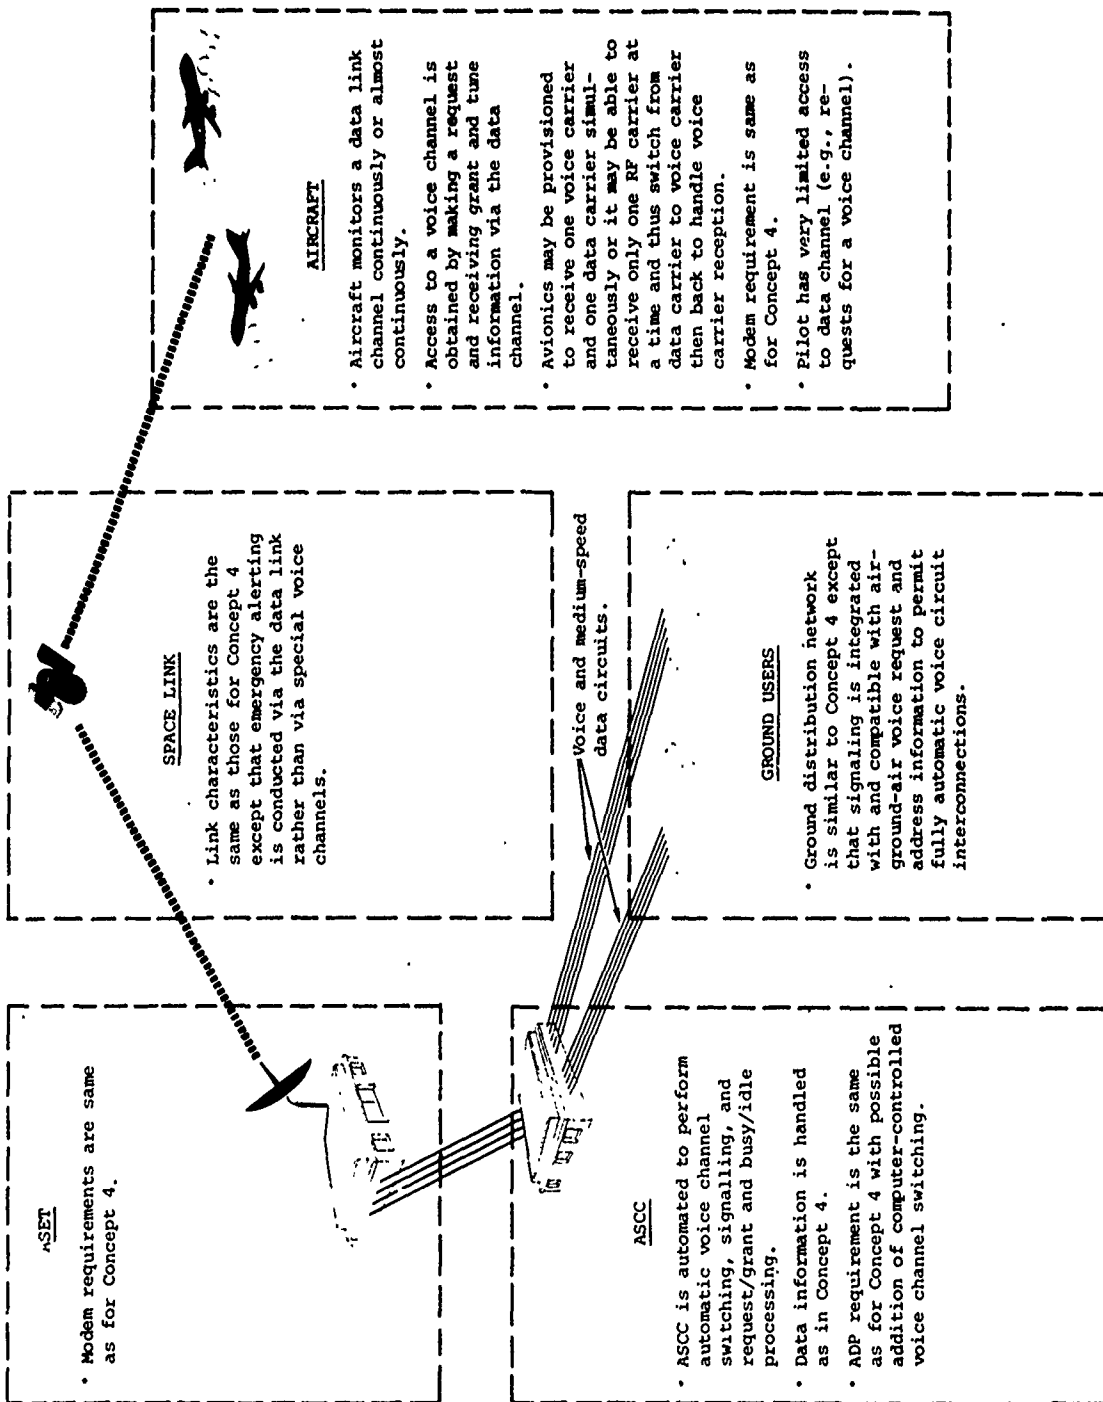 ASET
· Modem requirements are same
as for Concept 4.
SPACE LINK
· Link characteristics are the
same as those for Concept 4
except that emergency alerting
is conducted via the data link
rather than via special voice
channels.
AIRCRAFT
· Aircraft monitors a data link
channel continuously or almost
continuously.
· Access to a voice channel is
obtained by making a request
and receiving grant and tune
information via the data
channel.
· Avionics may be provisioned
to receive one voice carrier
and one data carrier simul-
taneously or it may be able to
receive only one RF carrier at
a time and thus switch from
data carrier to voice carrier
then back to handle voice
carrier reception.
· Modem requirement is same as
for Concept 4.
· Pilot has very limited access
to data channel (e.g., re-
quests for a voice channel).
ASCC
· ASCC is automated to perform
automatic voice channel
switching, signalling, and
request/grant and busy/idle
processing.
· Data information is handled
as in Concept 4.
· ADP requirement is the same
as for Concept 4 with possible
addition of computer-controlled
voice channel switching.
Voice and medium-speed
data circuits.
GROUND USERS
· Ground distribution network
is similar to Concept 4 except
that signaling is integrated
with and compatible with air-
ground-air voice request and
address information to permit
fully automatic voice circuit
interconnections.